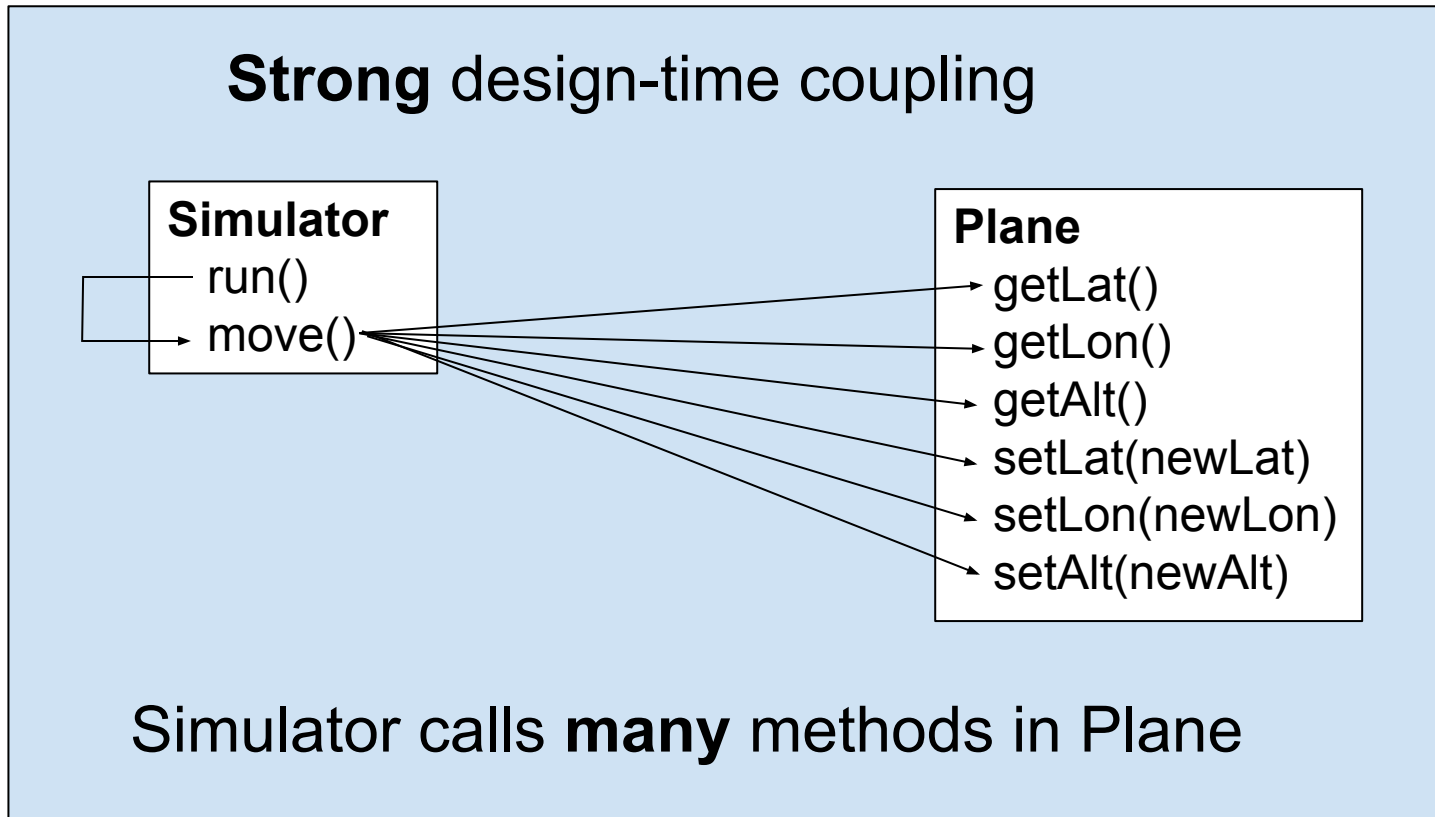 Strong design-time coupling
Simulator
run()
move()
Plane
getLat()
getLon()
getAlt()
setLat(newLat)
setLon(newLon)
setAlt(newAlt)
Simulator calls many methods in Plane